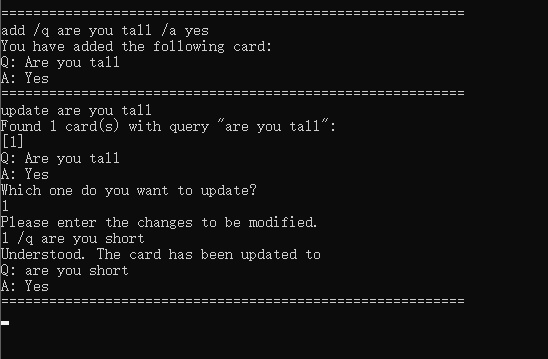 ==========================================================
add /q are you tall /a yes
You have added the following card:
Q: Are you tall
A: Yes
==========================================================
update are you tall
Found 1 card(s) with query "are you tall":
[1]
Q: Are you tall
A: Yes
Which one do you want to update?
1
Please enter the changes to be modified.
1 /q are you short
Understood. The card has been updated to
Q: are you short
A: Yes
==========================================================